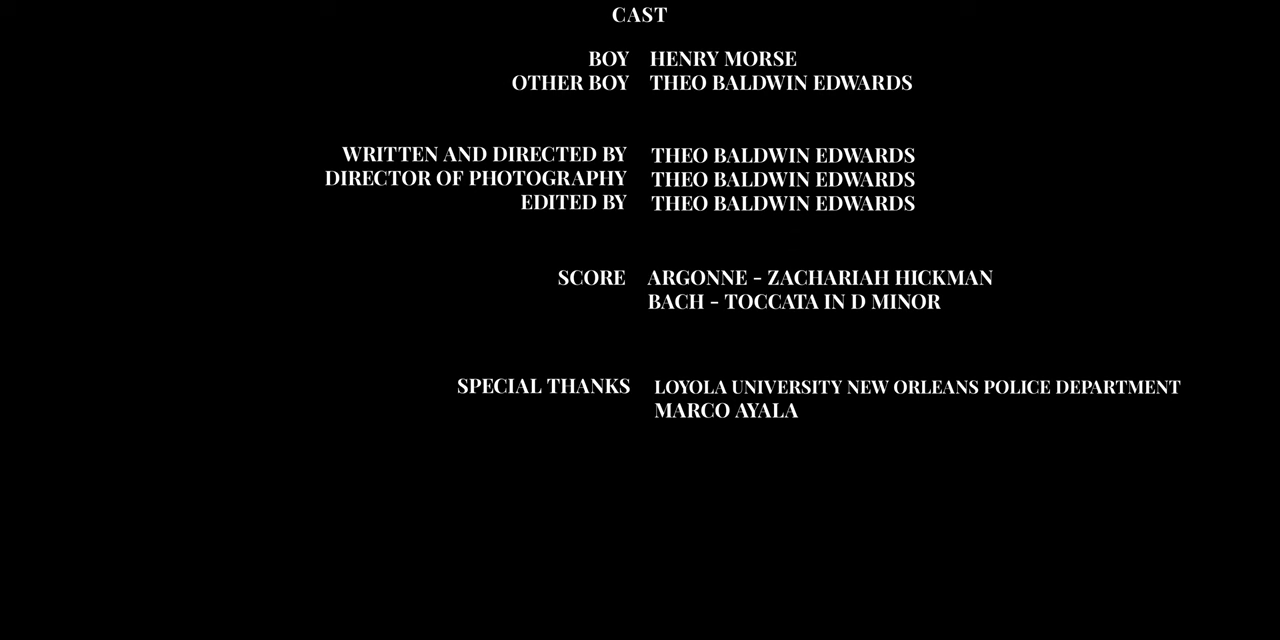 CAST
BOY HENRY MORSE
OTHER BOY THEO BALDWIN EDWARDS
WRITTEN AND DIRECTED BY THEO BALDWIN EDWARDS
DIRECTOR OF PHOTOGRAPHY THEO BALDWIN EDWARDS
EDITED BY THEO BALDWIN EDWARDS
SCORE ARGONNE - ZACHARIAH HICKMAN
BACH - TOCCATA IN D MINOR
SPECIAL THANKS LOYOLA UNIVERSITY NEW ORLEANS POLICE DEPARTMENT
MARCO AYALA